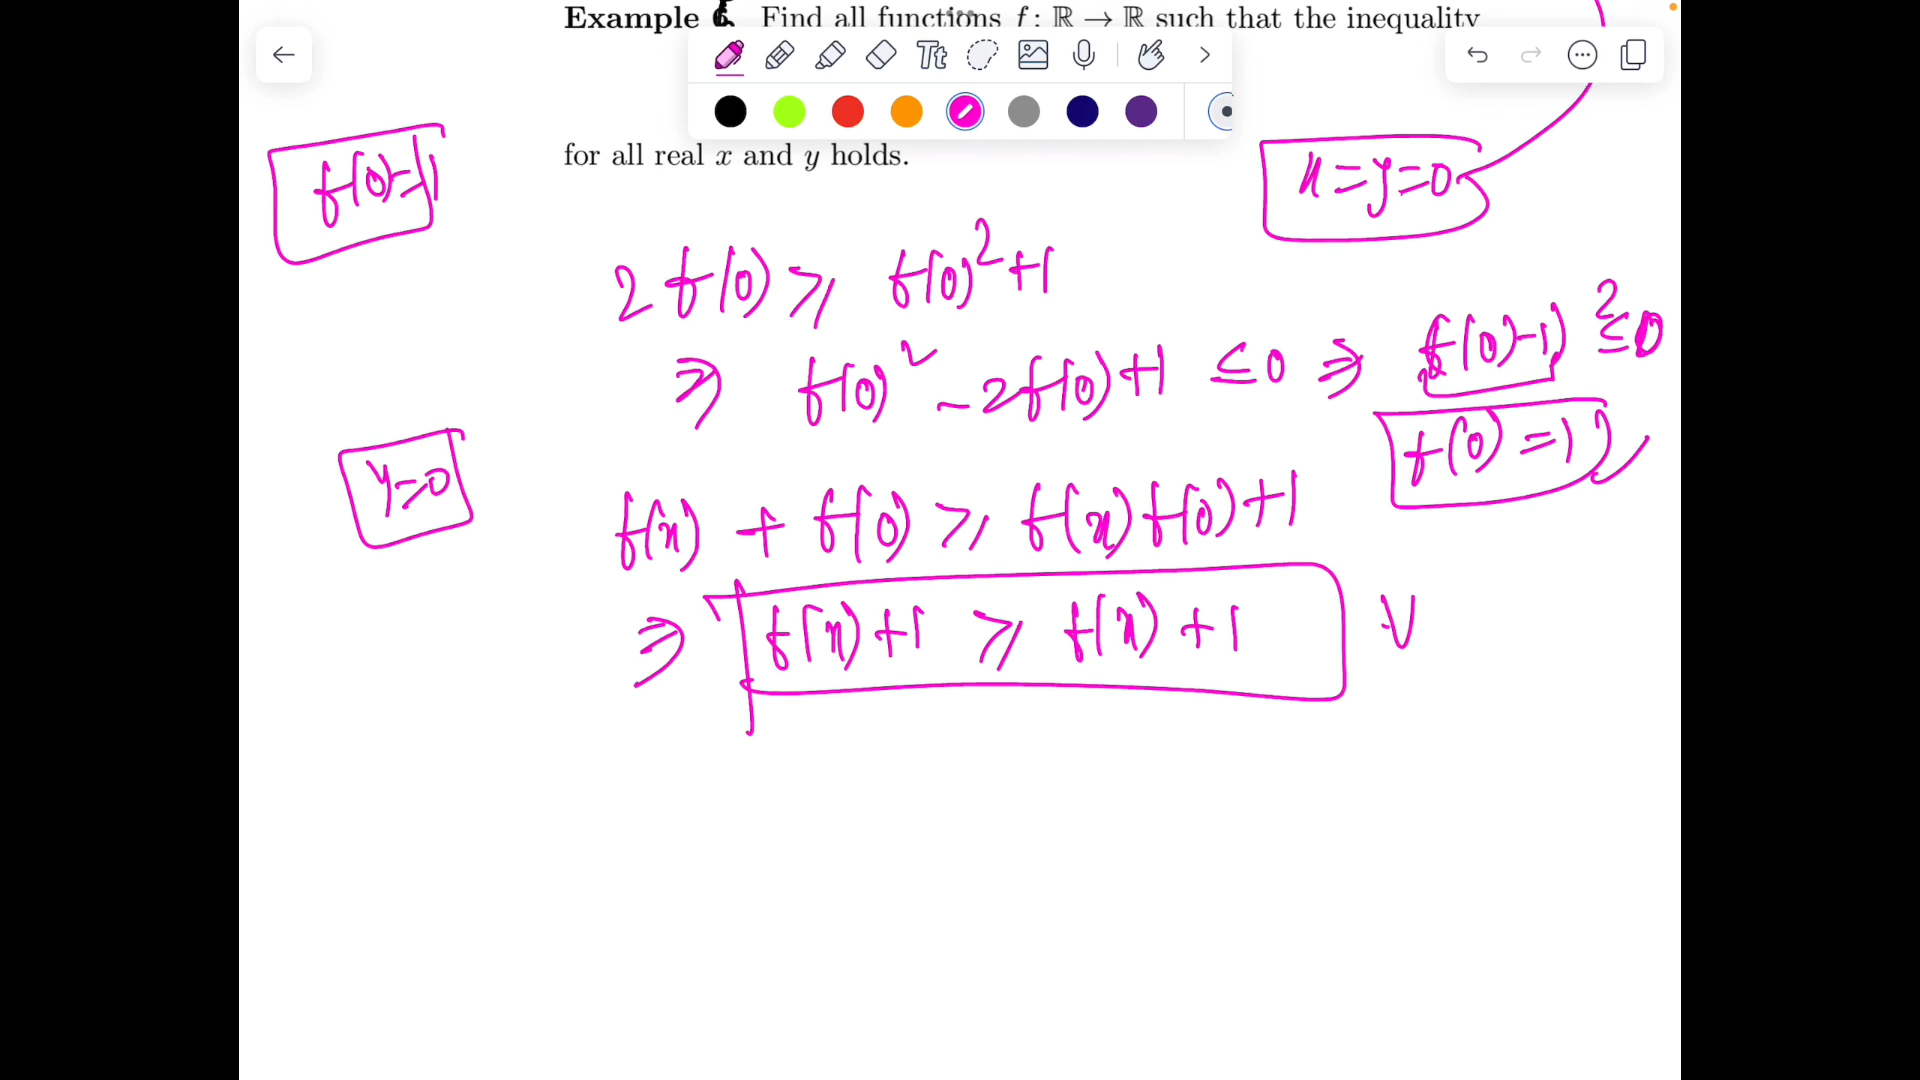 Example 6. Find all functions f: ℝ → ℝ such that the inequality
Tt
for all real x and y holds.
f(0)=1
x=y=0
2f(0) ⩾ f(0)²+1
⇒ f(0)² -2f(0)+1 ≤0 ⇒ (f(0)-1)² ≤0
f(0)=1
y=0
f(x) + f(0) ⩾ f(x)f(0)+1
⇒ f(x)+1 ⩾ f(x)+1